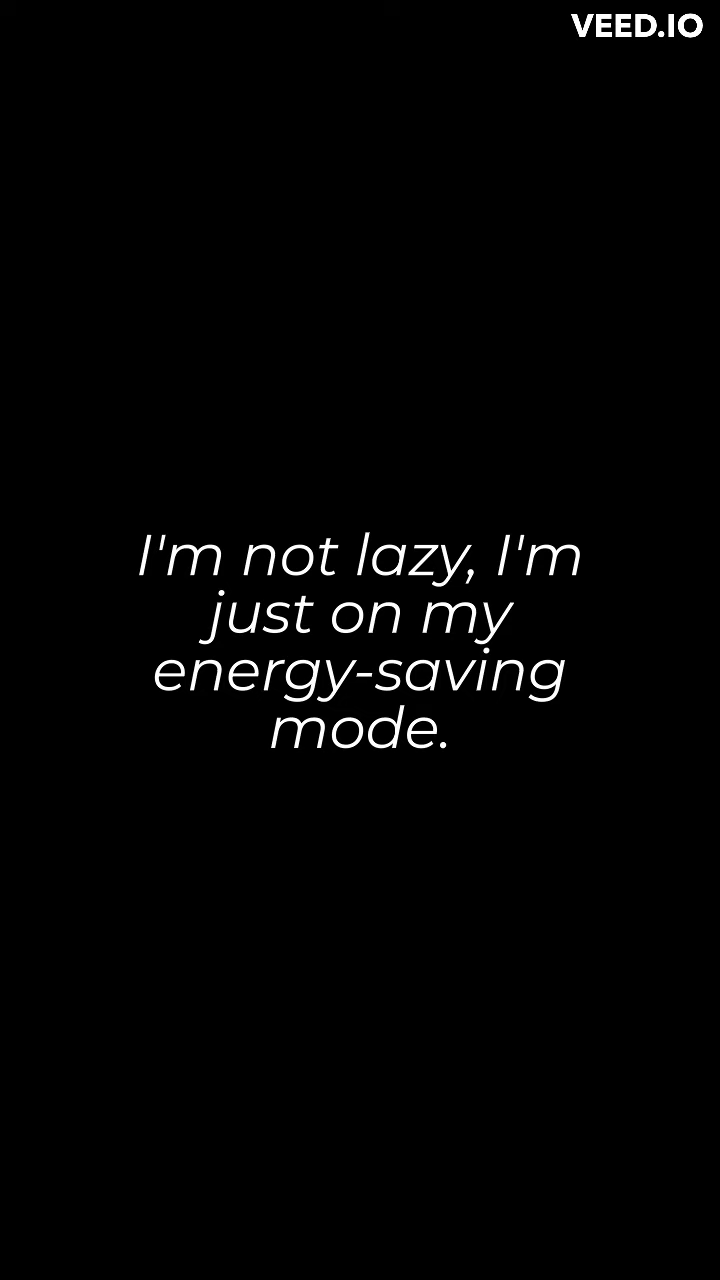 VEED.IO
I'm not lazy, I'm
just on my
energy-saving
mode.